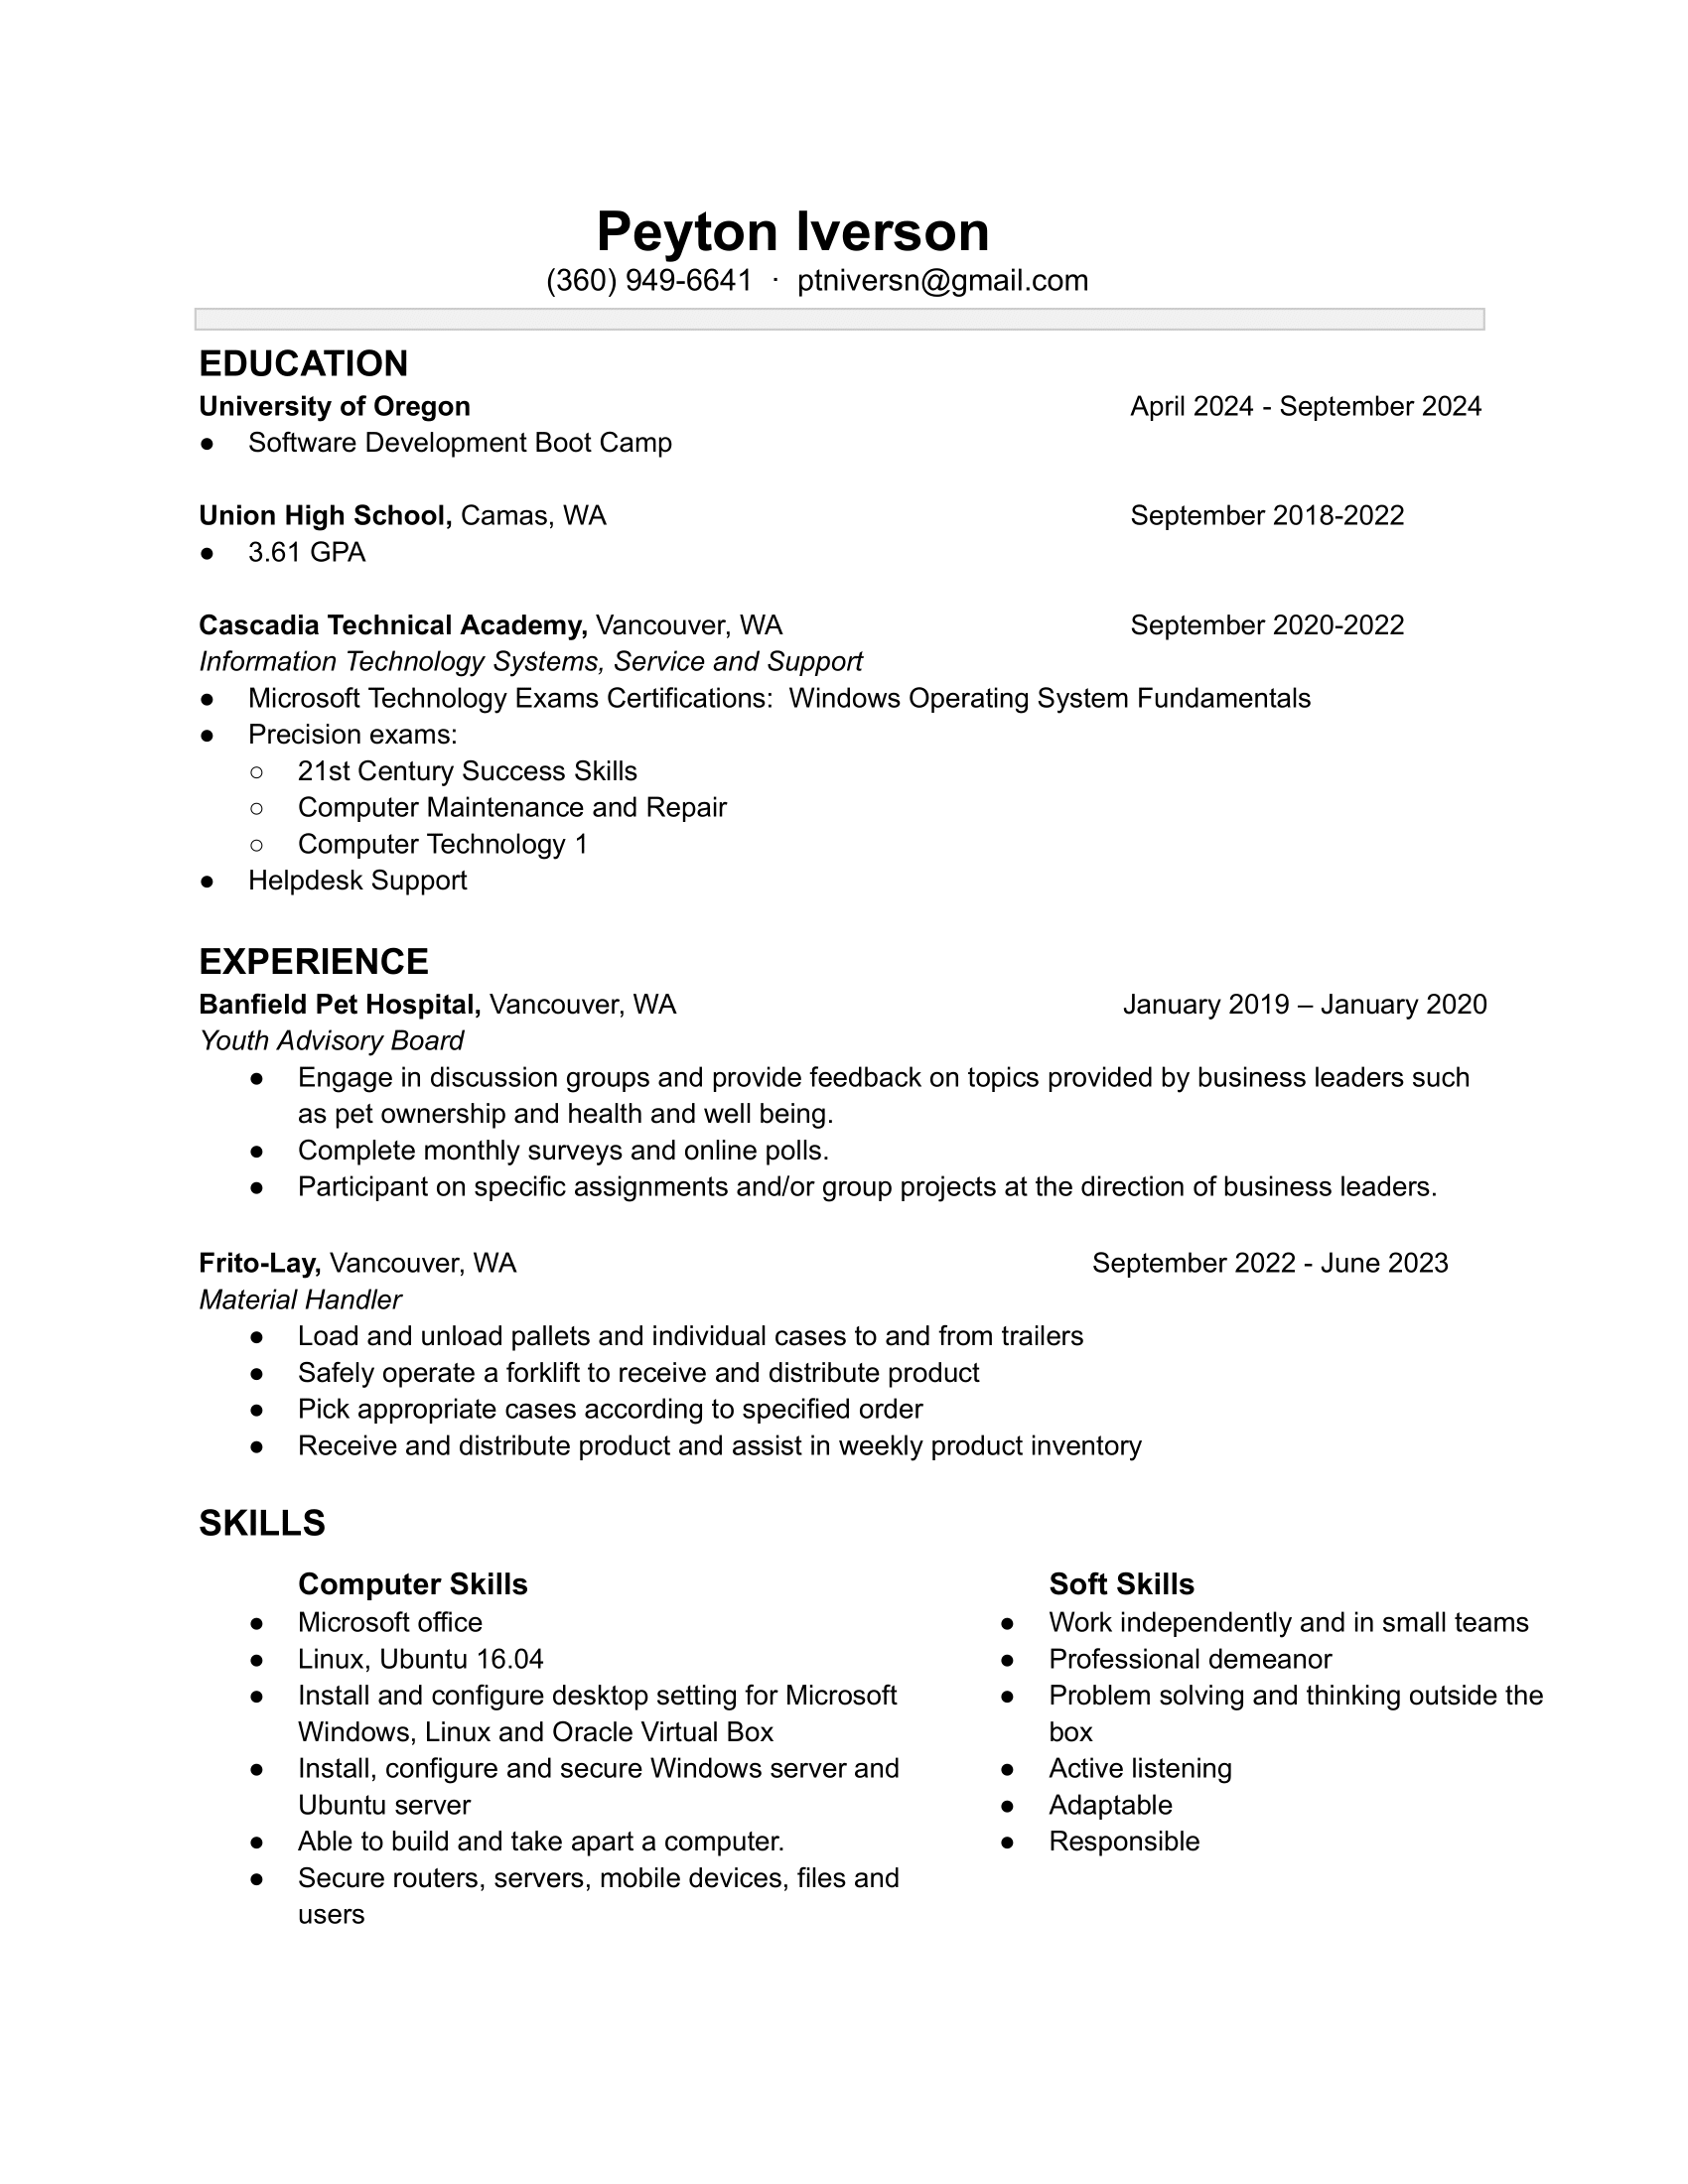 Peyton Iverson
(360) 949-6641 · ptniversn@gmail.com
EDUCATION
University of Oregon April 2024 - September 2024
● Software Development Boot Camp
Union High School, Camas, WA September 2018-2022
● 3.61 GPA
Cascadia Technical Academy, Vancouver, WA September 2020-2022
Information Technology Systems, Service and Support
● Microsoft Technology Exams Certifications: Windows Operating System Fundamentals
● Precision exams:
○ 21st Century Success Skills
○ Computer Maintenance and Repair
○ Computer Technology 1
● Helpdesk Support
EXPERIENCE
Banfield Pet Hospital, Vancouver, WA January 2019 – January 2020
Youth Advisory Board
● Engage in discussion groups and provide feedback on topics provided by business leaders such
as pet ownership and health and well being.
● Complete monthly surveys and online polls.
● Participant on specific assignments and/or group projects at the direction of business leaders.
Frito-Lay, Vancouver, WA September 2022 - June 2023
Material Handler
● Load and unload pallets and individual cases to and from trailers
● Safely operate a forklift to receive and distribute product
● Pick appropriate cases according to specified order
● Receive and distribute product and assist in weekly product inventory
SKILLS
Computer Skills
● Microsoft office
● Linux, Ubuntu 16.04
● Install and configure desktop setting for Microsoft
Windows, Linux and Oracle Virtual Box
● Install, configure and secure Windows server and
Ubuntu server
● Able to build and take apart a computer.
● Secure routers, servers, mobile devices, files and
users
Soft Skills
● Work independently and in small teams
● Professional demeanor
● Problem solving and thinking outside the
box
● Active listening
● Adaptable
● Responsible